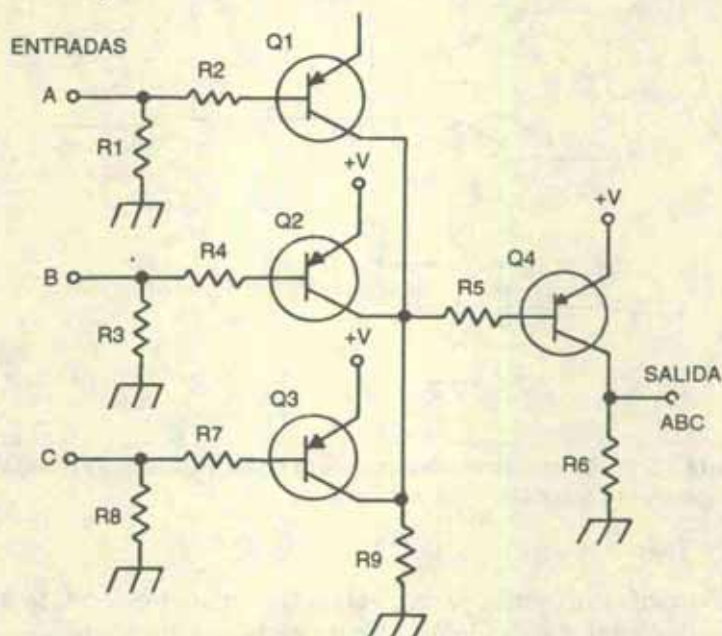 ENTRADAS
Q1
A
R2
R1
+V
Q2
B
R4
R3
+V
Q4
R5
+V
Q3
SALIDA
ABC
C
R7
R8
R6
R9